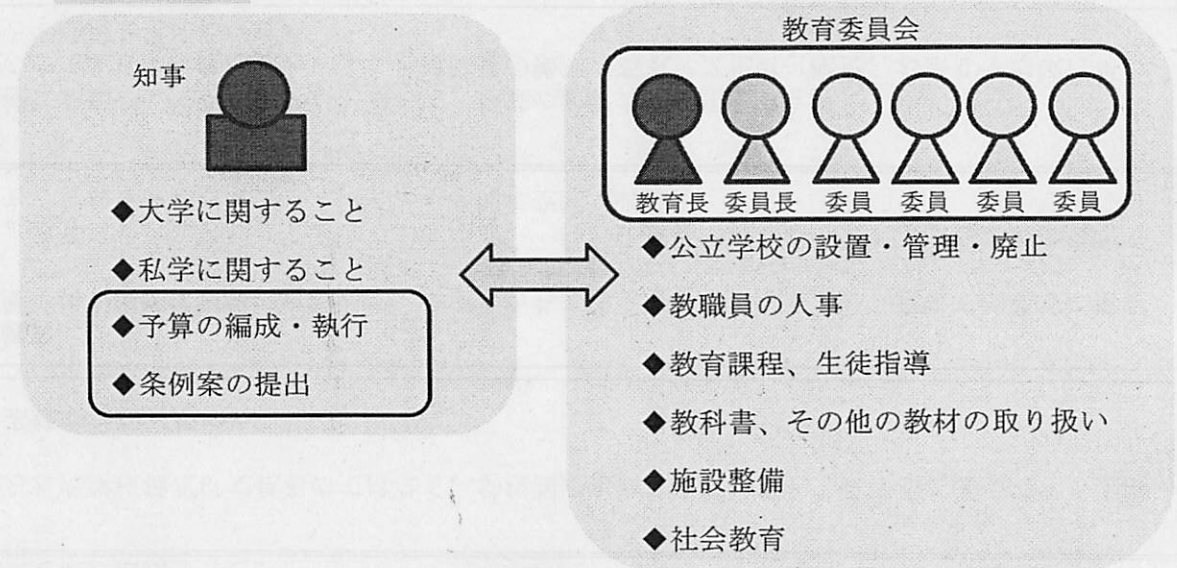 知事
◆大学に関すること
◆私学に関すること
◆予算の編成・執行
◆条例案の提出
教育委員会
教育長 委員長 委員 委員 委員 委員
◆公立学校の設置・管理・廃止
◆教職員の人事
◆教育課程、生徒指導
◆教科書、その他の教材の取り扱い
◆施設整備
◆社会教育